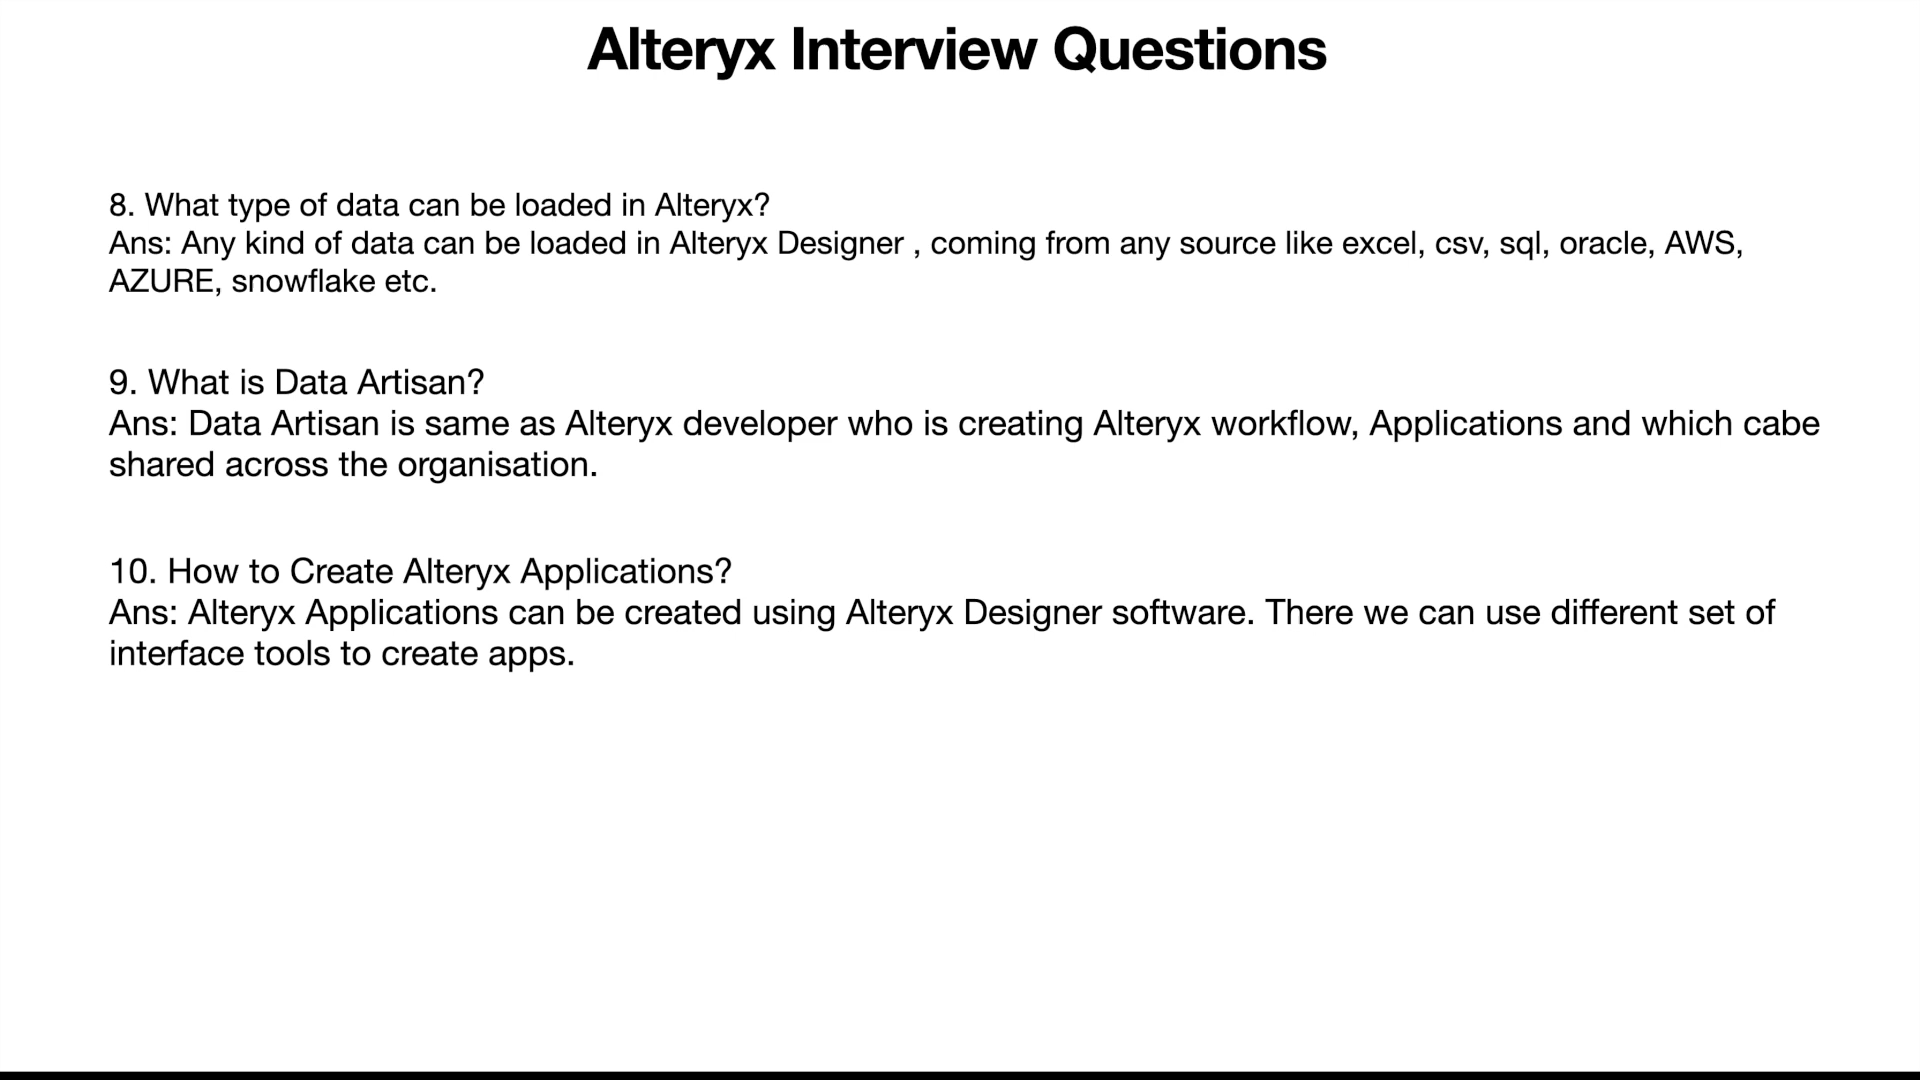 Alteryx Interview Questions
8. What type of data can be loaded in Alteryx?
Ans: Any kind of data can be loaded in Alteryx Designer , coming from any source like excel, csv, sql, oracle, AWS,
AZURE, snowflake etc.
9. What is Data Artisan?
Ans: Data Artisan is same as Alteryx developer who is creating Alteryx workflow, Applications and which cabe
shared across the organisation.
10. How to Create Alteryx Applications?
Ans: Alteryx Applications can be created using Alteryx Designer software. There we can use different set of
interface tools to create apps.